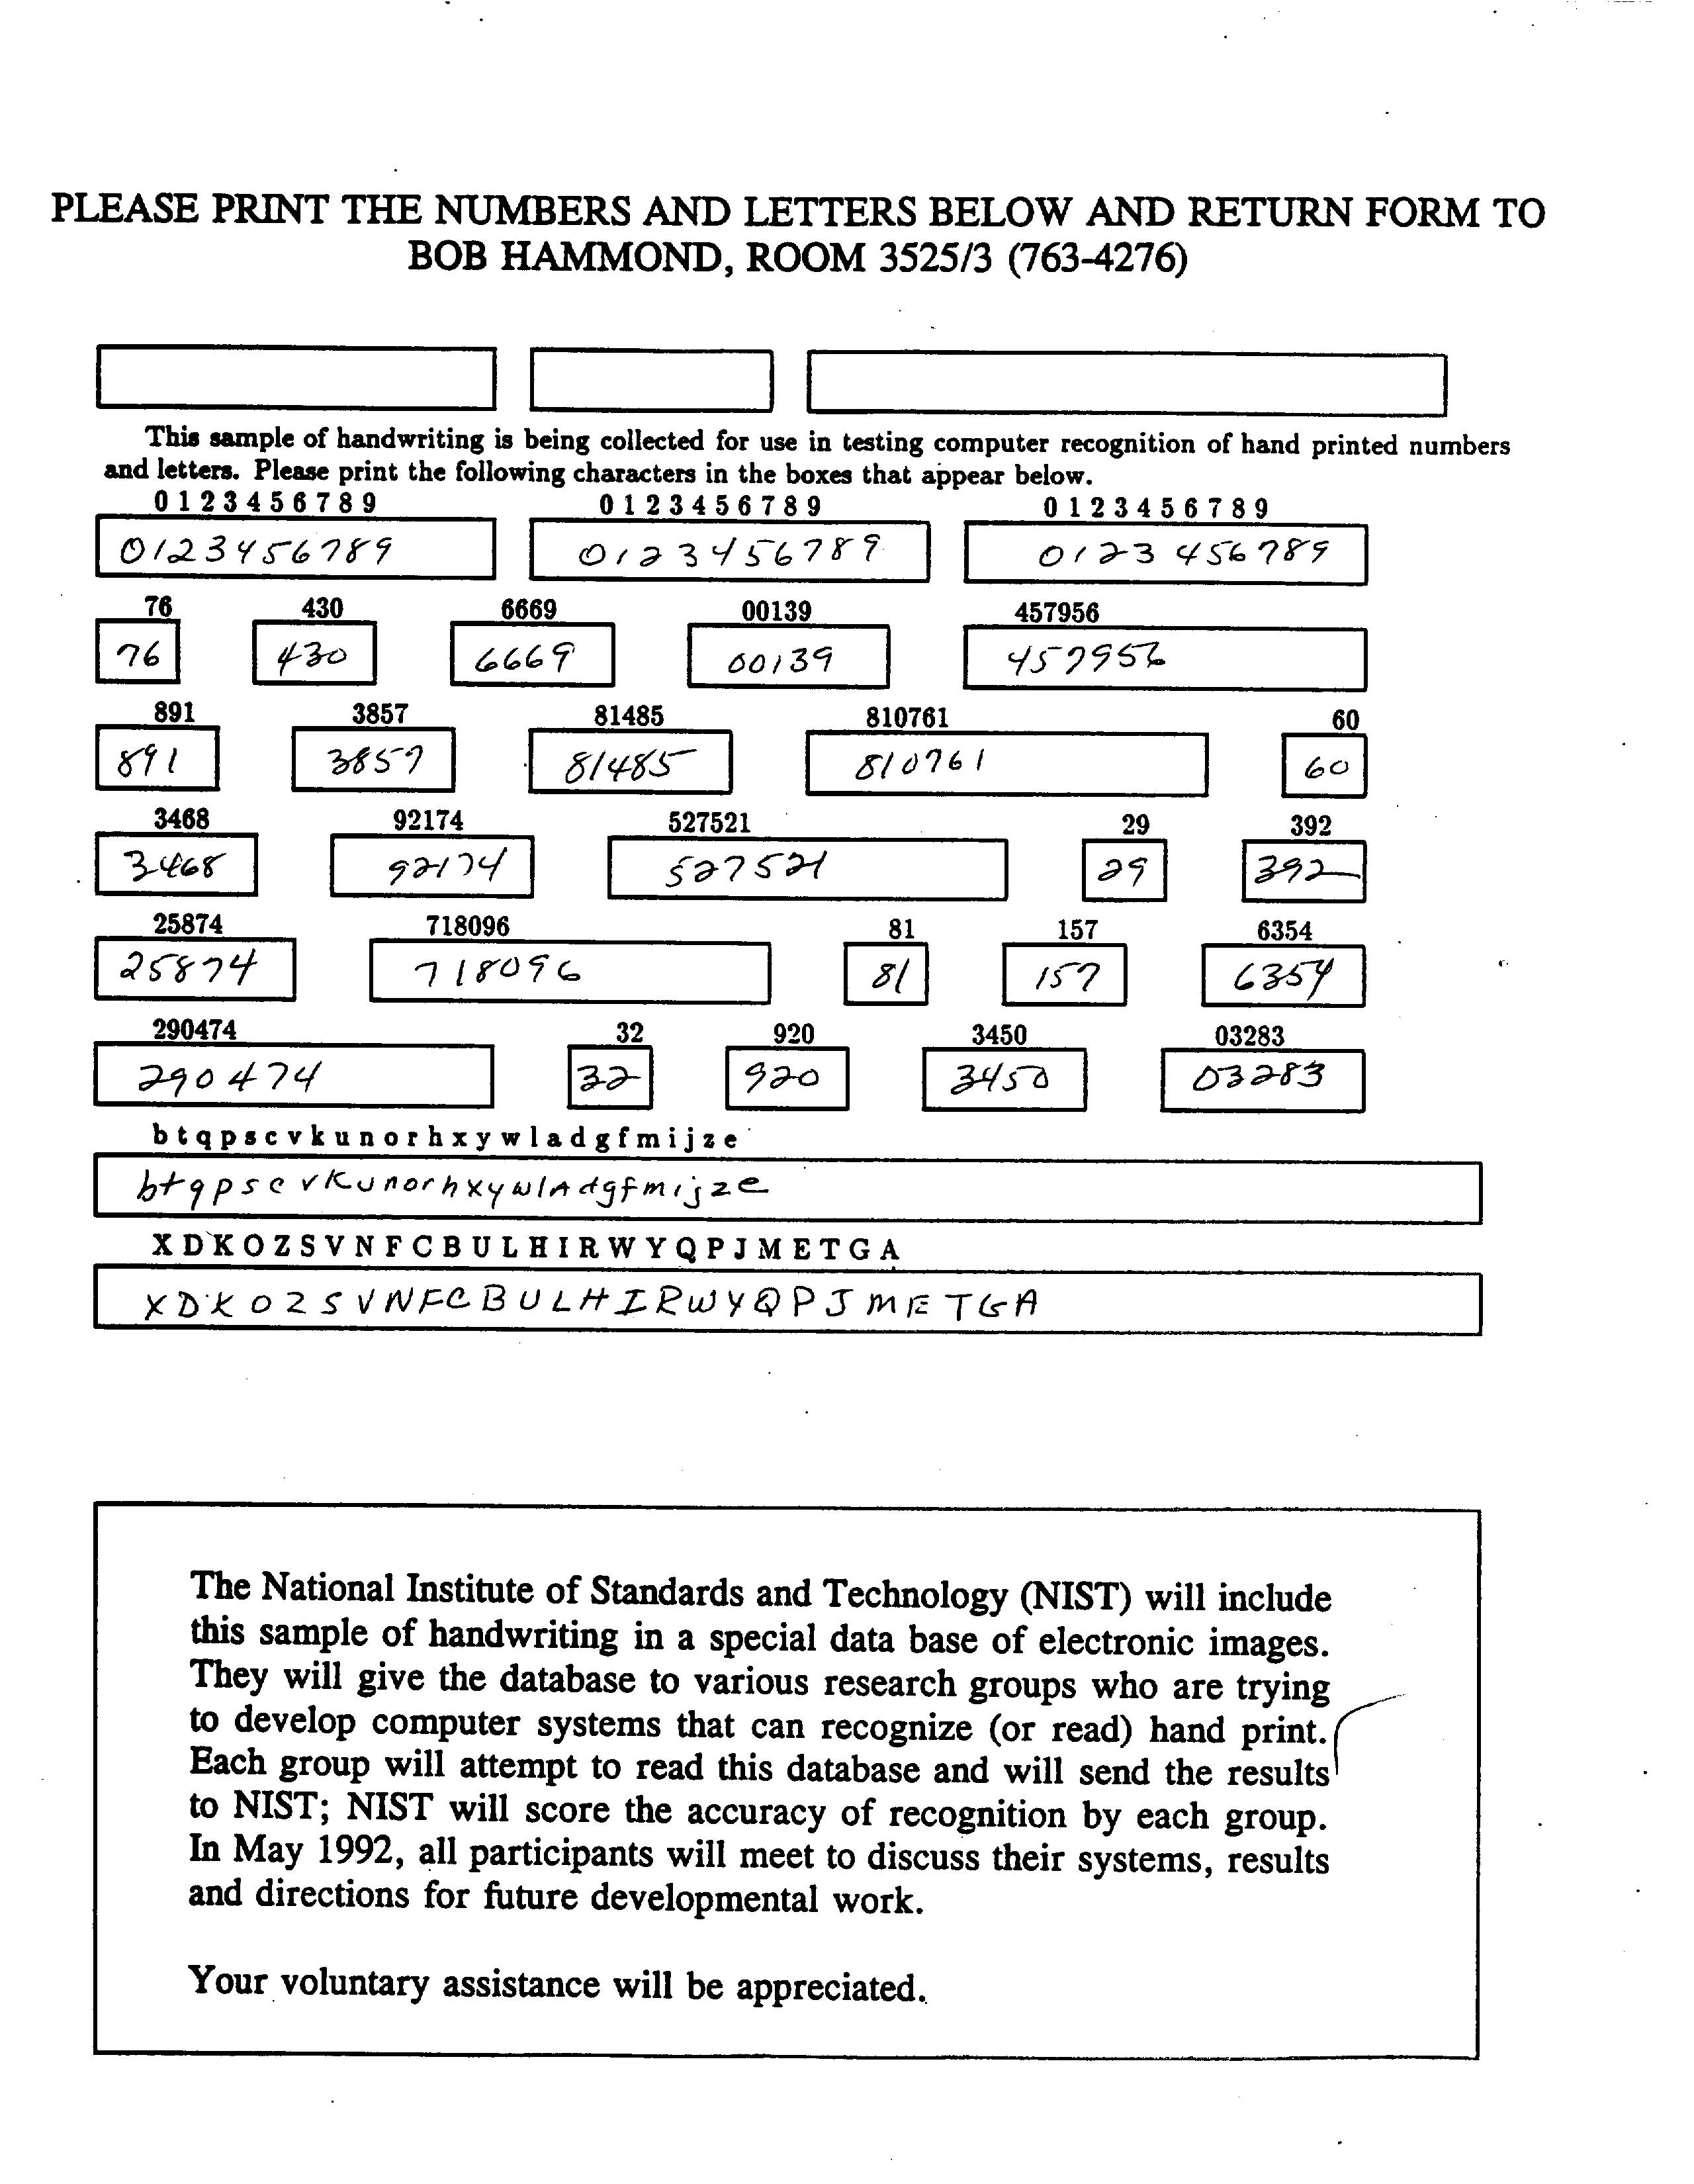 PLEASE PRINT THE NUMBERS AND LETTERS BELOW AND RETURN FORM TO
BOB HAMMOND, ROOM 3525/3 (763-4276)
This sample of handwriting is being collected for use in testing computer recognition of hand printed numbers
and letters. Please print the following characters in the boxes that appear below.
0 1 2 3 4 5 6 7 8 9 0 1 2 3 4 5 6 7 8 9 0 1 2 3 4 5 6 7 8 9
0123456789 0123456789 0123456789
76 430 6669 00139 457956
76 430 6669 00139 457956
891 3857 81485 810761 60
891 3857 81485 810761 60
3468 92174 527521 29 392
3468 92174 527521 29 392
25874 718096 81 157 6354
25874 718096 81 157 6354
290474 32 920 3450 03283
290474 32 920 3450 03283
b t q p s c v k u n o r h x y w l a d g f m i j z e
btqpscvkunorhxywlAdgfmijze
X D K O Z S V N F C B U L H I R W Y Q P J M E T G A
XDKOZSVNFCBULHIRWYQPJMETGA
The National Institute of Standards and Technology (NIST) will include
this sample of handwriting in a special data base of electronic images.
They will give the database to various research groups who are trying
to develop computer systems that can recognize (or read) hand print.
Each group will attempt to read this database and will send the results
to NIST; NIST will score the accuracy of recognition by each group.
In May 1992, all participants will meet to discuss their systems, results
and directions for future developmental work.
Your voluntary assistance will be appreciated.